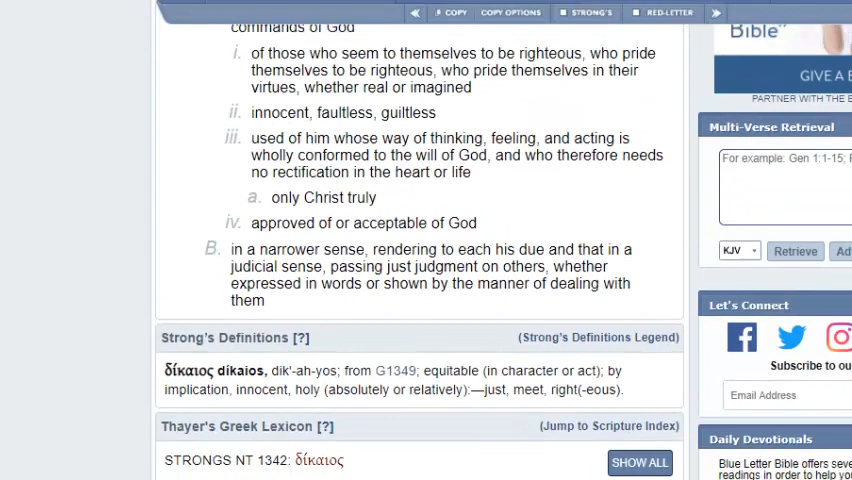 COPY COPY OPTIONS STRONG'S RED-LETTER
commands of God
i. of those who seem to themselves to be righteous, who pride
themselves to be righteous, who pride themselves in their
virtues, whether real or imagined
ii. innocent, faultless, guiltless
iii. used of him whose way of thinking, feeling, and acting is
wholly conformed to the will of God, and who therefore needs
no rectification in the heart or life
a. only Christ truly
iv. approved of or acceptable of God
B. in a narrower sense, rendering to each his due and that in a
judicial sense, passing just judgment on others, whether
expressed in words or shown by the manner of dealing with
them
Strong's Definitions [?] (Strong's Definitions Legend)
δίκαιος díkaios, dik'-ah-yos; from G1349; equitable (in character or act); by
implication, innocent, holy (absolutely or relatively):—just, meet, right(-eous).
Thayer's Greek Lexicon [?] (Jump to Scripture Index)
STRONGS NT 1342: δίκαιος SHOW ALL
Bible"
GIVE A
PARTNER WITH THE
Multi-Verse Retrieval
For example: Gen 1:1-15;
KJV Retrieve
Let's Connect
Subscribe to
Email Address
Daily Devotionals
Blue Letter Bible offers
readings in order to help